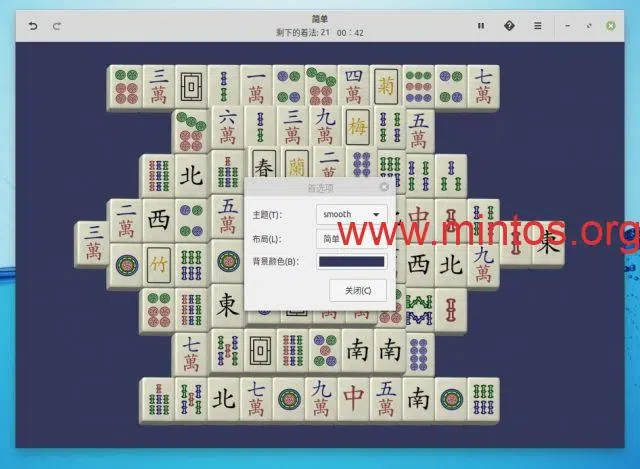 简单
剩下的着法: 21 00：42
三 一 四 菊 七
萬 萬 萬 萬
六 三 九 梅 五
萬 萬 萬 萬
北 春 蘭 二
二 西 五
萬 萬
三
萬
中
東
竹
西 北 九
萬
東
七 南 南
萬
北 七 九 中 五 南
萬 萬 萬
首选项
主题(T)： smooth
布局(L)： 简单
背景颜色(B)：
关闭(C)
www.mintos.org